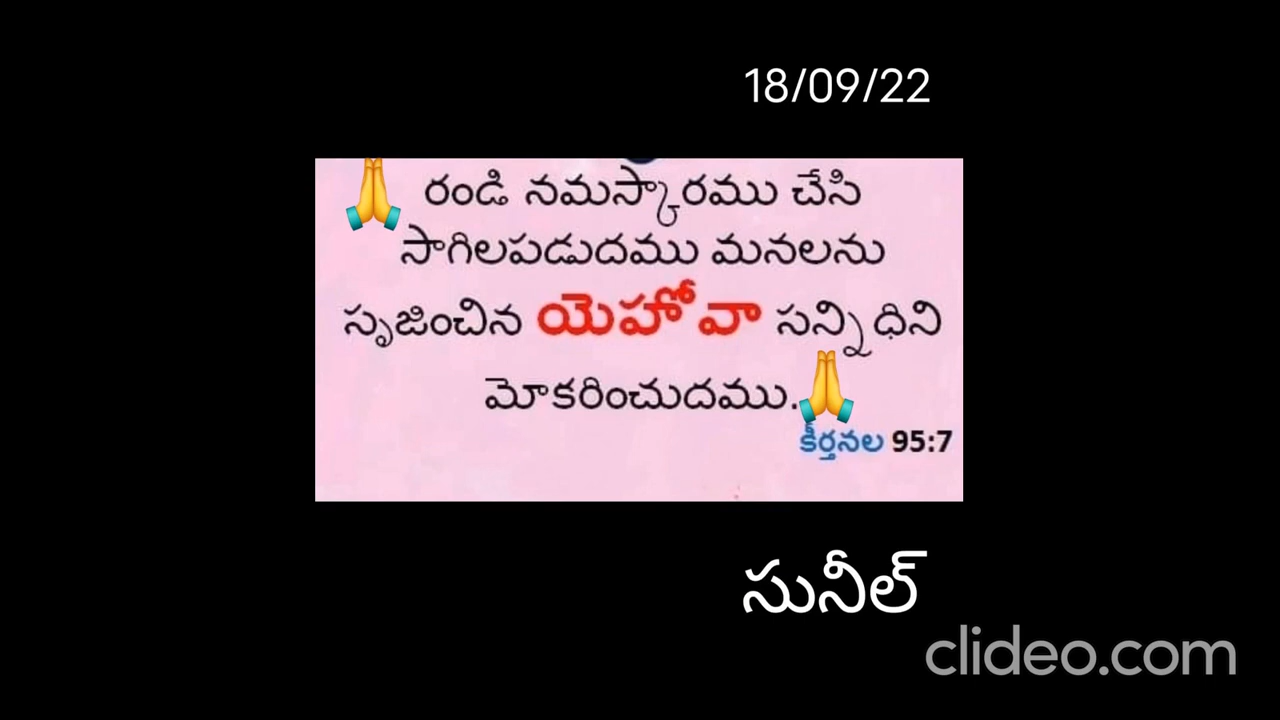 18/09/22
🙏 రండి నమస్కారము చేసి
సాగిలపడుదము మనలను
సృజించిన యెహోవా సన్నిధిని
మోకరించుదము.🙏
కీర్తనల 95:7
సునీల్
clideo.com